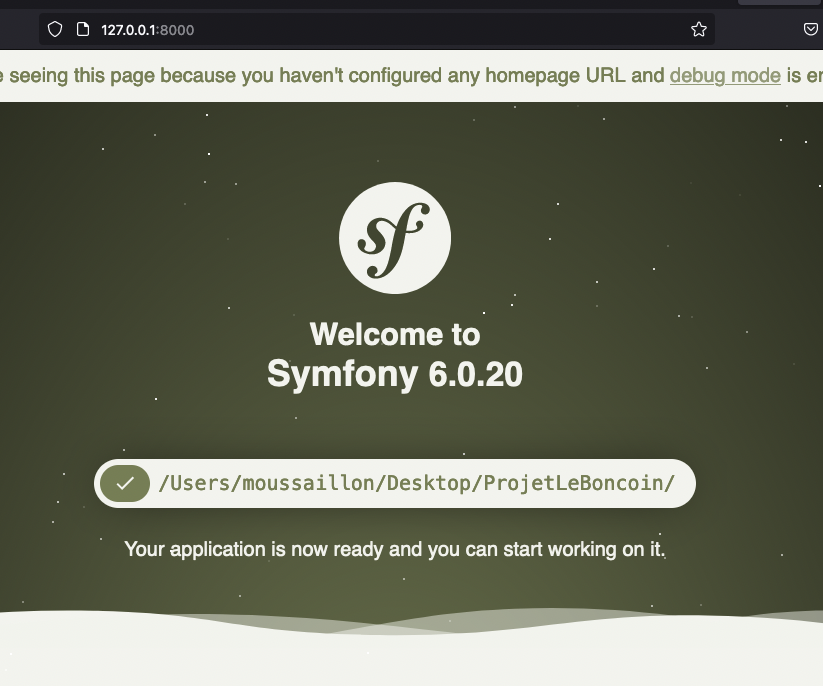 127.0.0.1:8000
seeing this page because you haven't configured any homepage URL and debug mode is
sf
Welcome to
Symfony 6.0.20
/Users/moussaillon/Desktop/ProjetLeBoncoin/
Your application is now ready and you can start working on it.